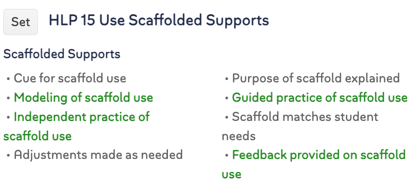 Set HLP 15 Use Scaffolded Supports
Scaffolded Supports
• Cue for scaffold use
• Modeling of scaffold use
• Independent practice of
scaffold use
• Adjustments made as needed
• Purpose of scaffold explained
• Guided practice of scaffold use
• Scaffold matches student
needs
• Feedback provided on scaffold
use